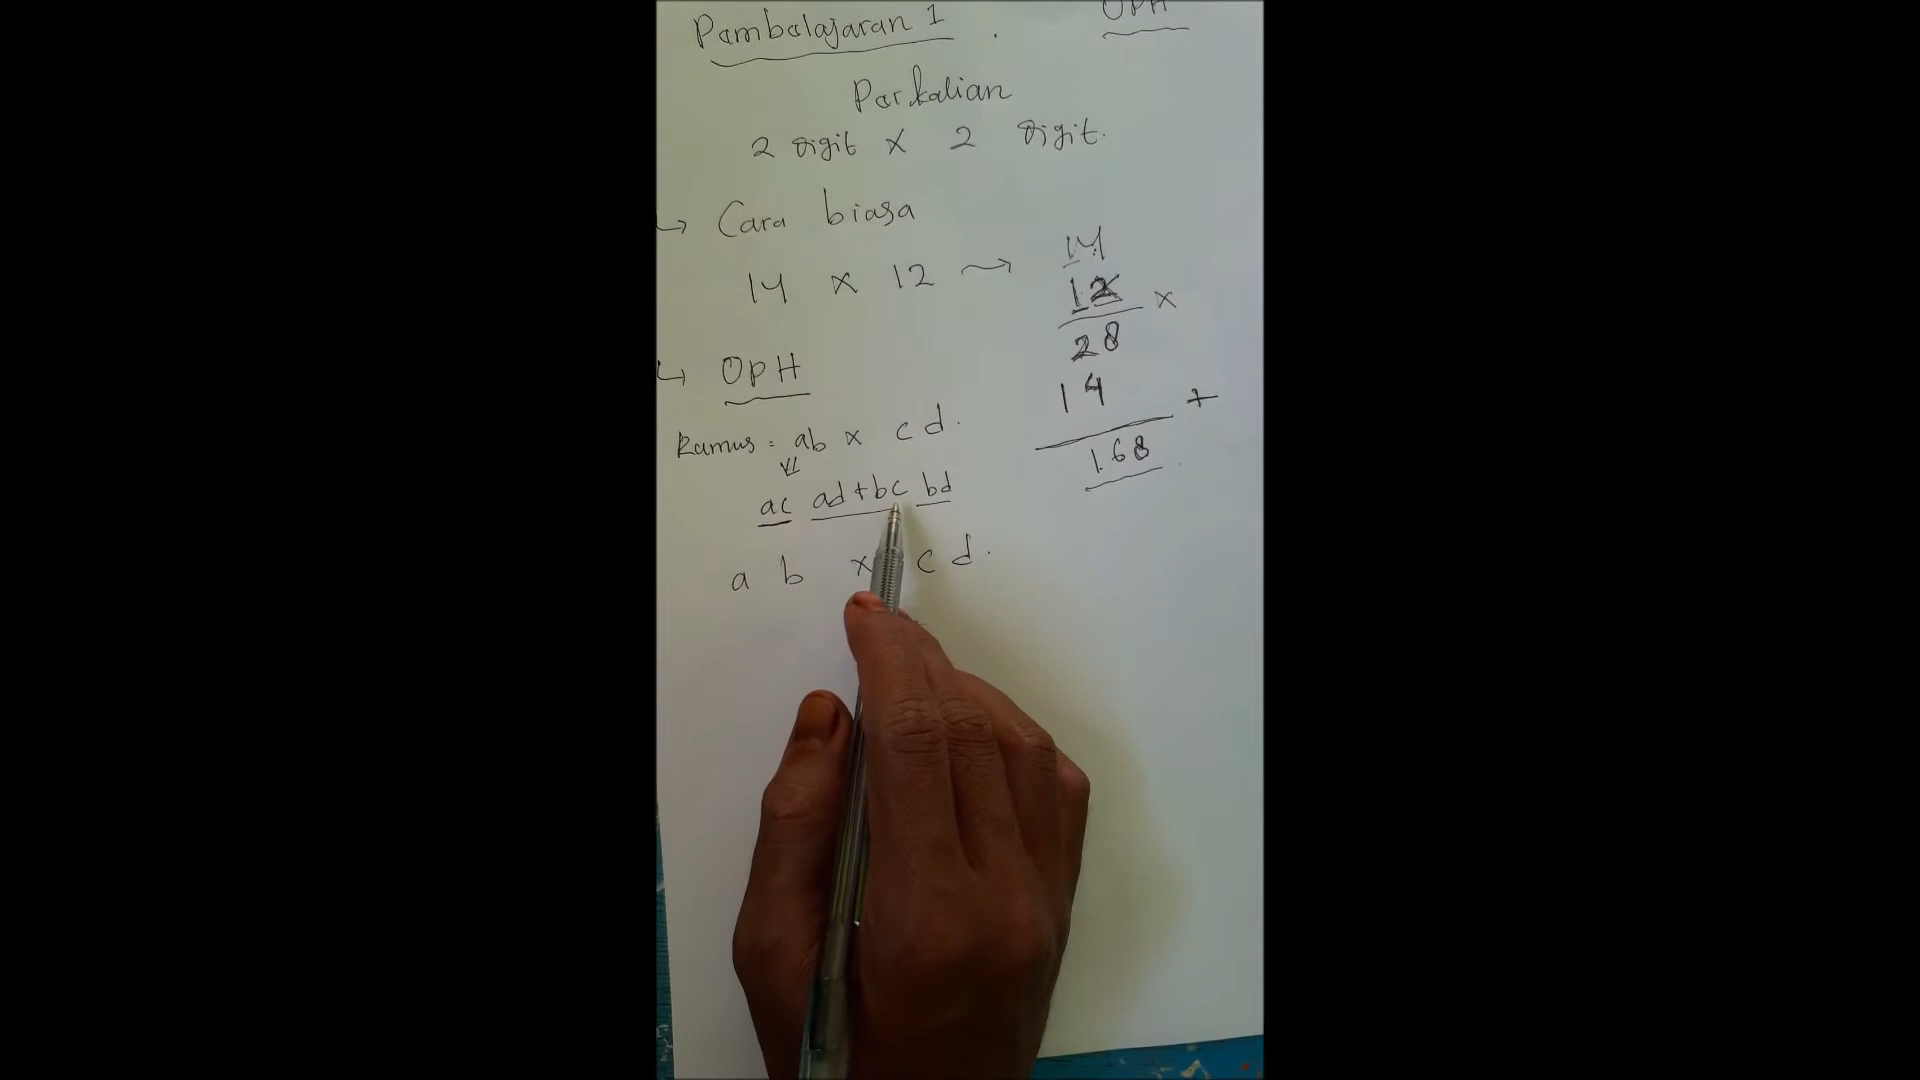 Pembelajaran 1 . OPH
Perkalian
2 digit x 2 digit.
↳ Cara biasa
14 x 12 ⟶
14
12 x
28
14 +
168
↳ OPH
Rumus : ab x cd.
⇓
ac ad+bc bd
a b x c d.